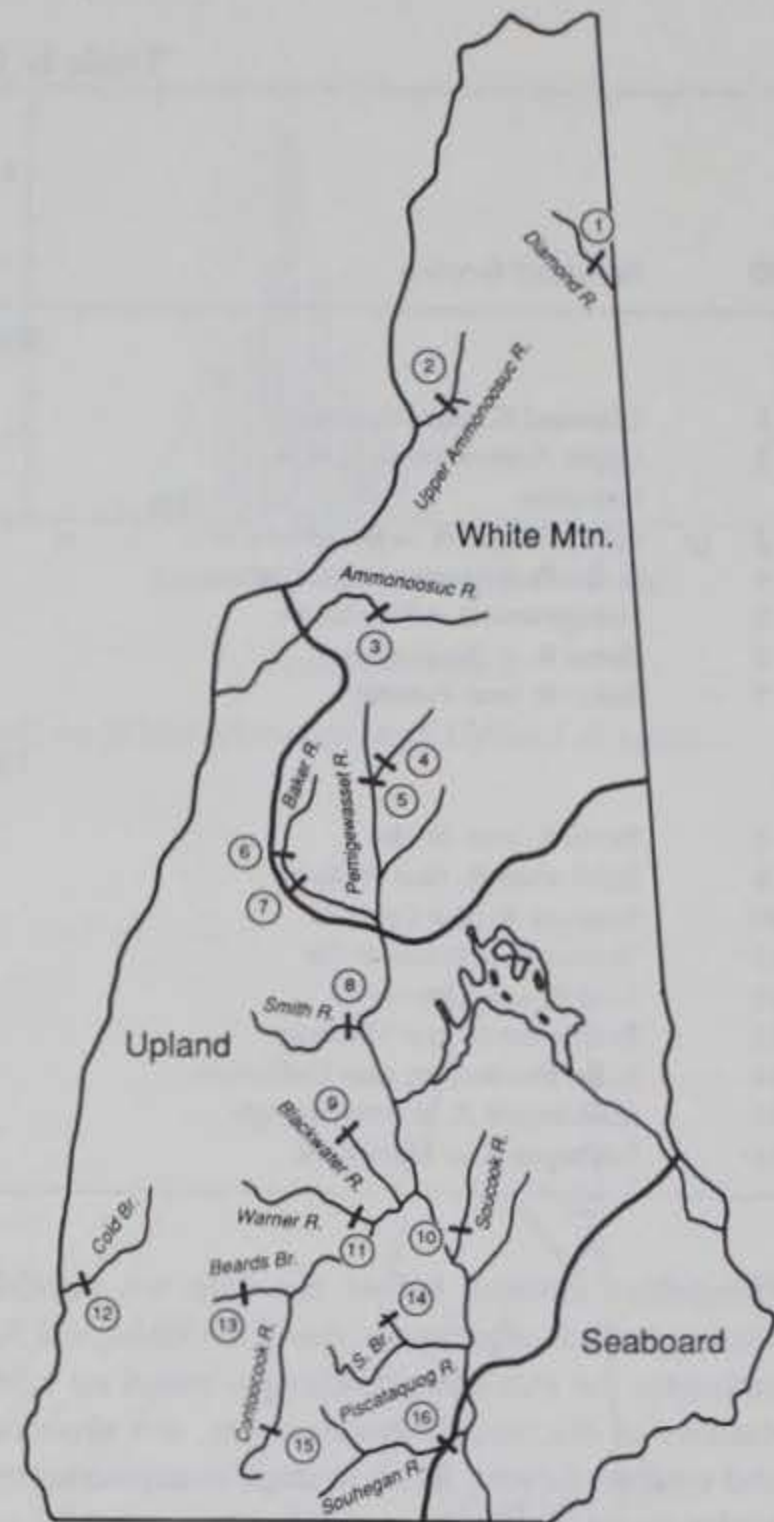 1
Diamond R.
2
Upper Ammonoosuc R.
White Mtn.
Ammonoosuc R.
3
Baker R.
Pemigewasset R.
4
5
6
7
8
Smith R.
Upland
9
Blackwater R.
Soucook R.
Warner R.
10
11
Cold Br.
Beards Br.
12
13
14
S. Br.
Seaboard
Contoocook R.
Piscataquog R.
16
15
Souhegan R.